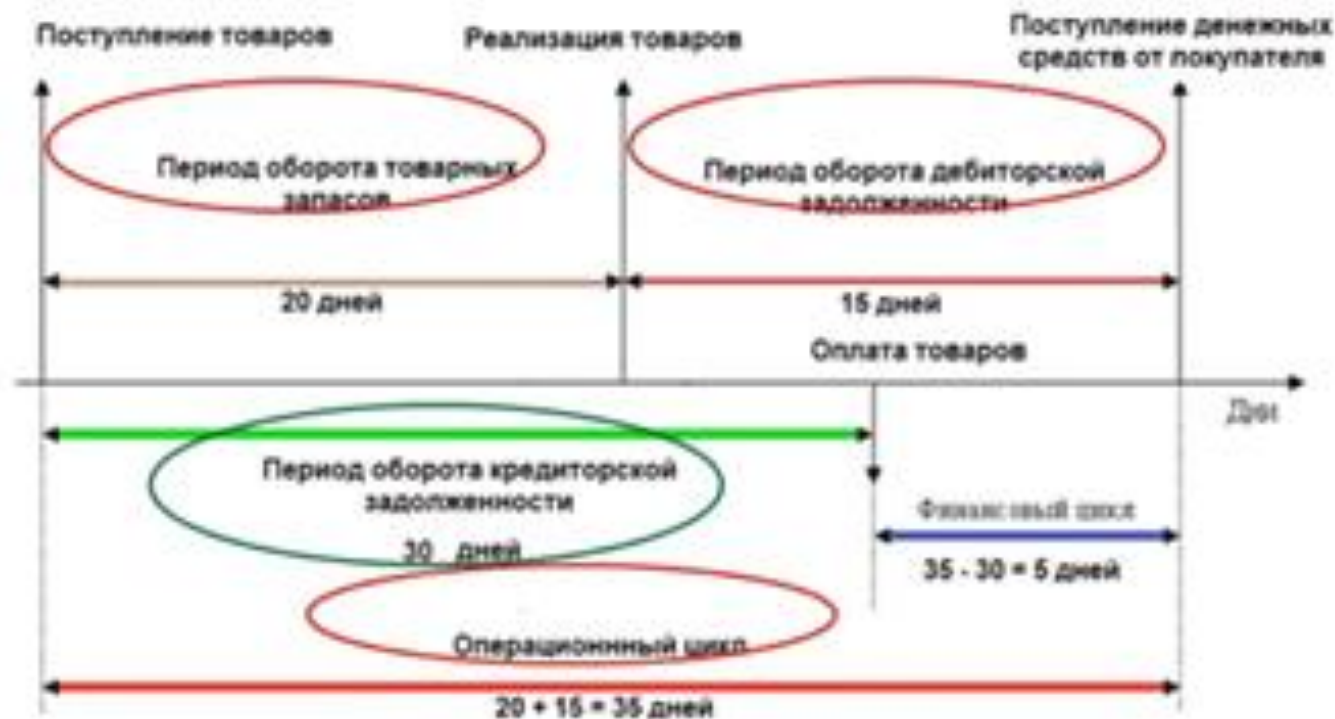 Поступление товаров
Реализация товаров
Поступление денежных
средств от покупателя
Период оборота товарных
запасов
Период оборота дебиторской
задолженности
20 дней
15 дней
Оплата товаров
Дни
Период оборота кредиторской
задолженности
30 дней
Финансовый цикл
35 - 30 = 5 дней
Операционнный цикл
20 + 15 = 35 дней